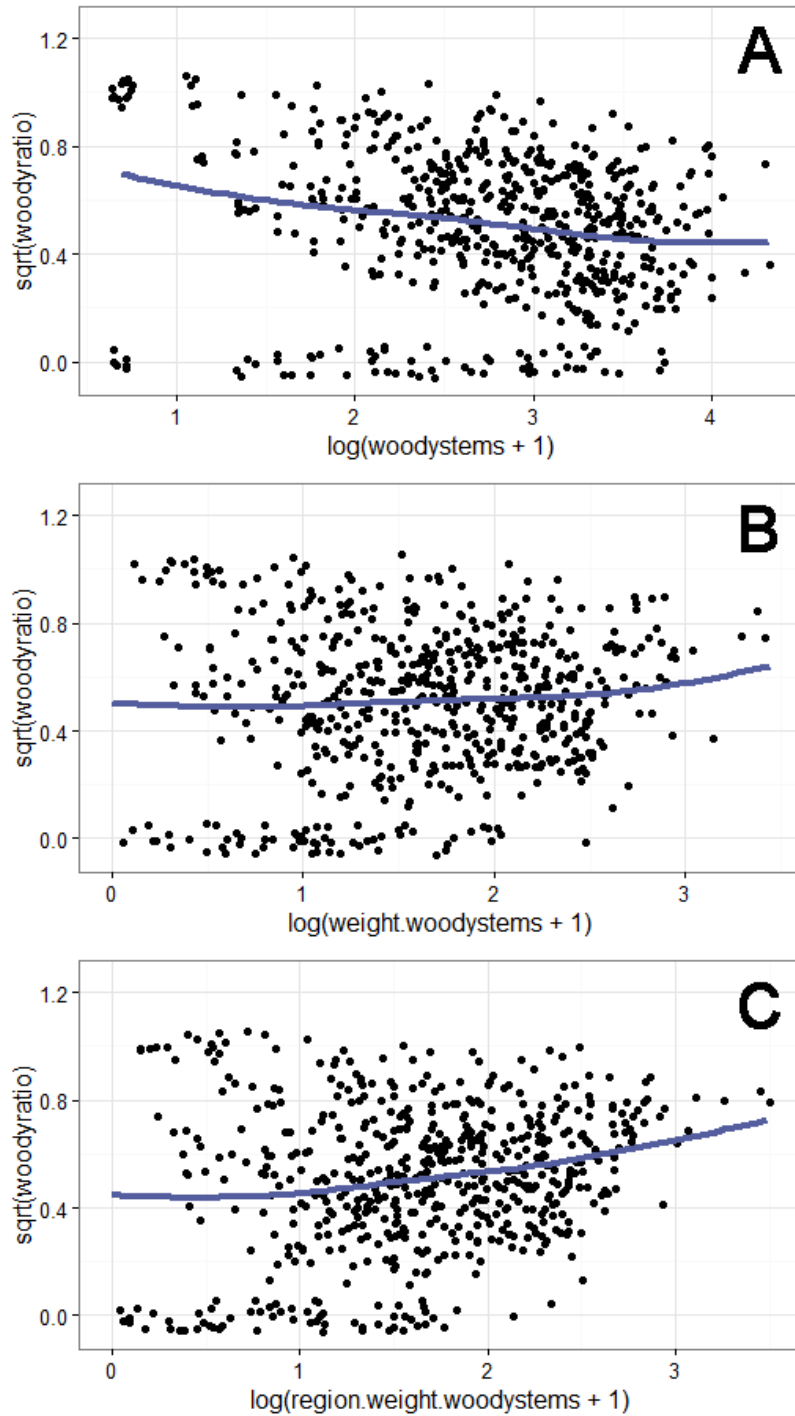 A
1.2
0.8
0.4
0.0
sqrt(woodyratio)
1 2 3 4
log(woodystems + 1)
B
1.2
0.8
0.4
0.0
sqrt(woodyratio)
0 1 2 3
log(weight.woodystems + 1)
C
1.2
0.8
0.4
0.0
sqrt(woodyratio)
0 1 2 3
log(region.weight.woodystems + 1)